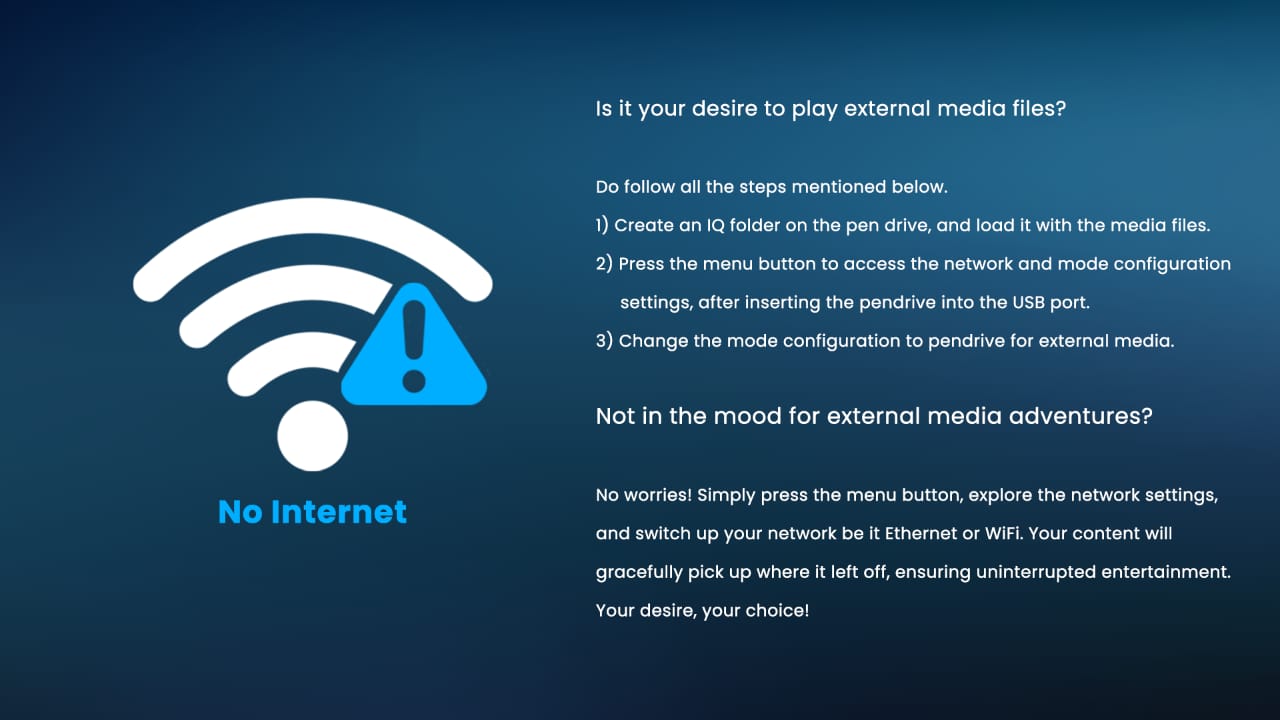 Is it your desire to play external media files?
Do follow all the steps mentioned below.
1) Create an IQ folder on the pen drive, and load it with the media files.
2) Press the menu button to access the network and mode configuration
settings, after inserting the pendrive into the USB port.
3) Change the mode configuration to pendrive for external media.
Not in the mood for external media adventures?
No worries! Simply press the menu button, explore the network settings,
and switch up your network be it Ethernet or WiFi. Your content will
gracefully pick up where it left off, ensuring uninterrupted entertainment.
Your desire, your choice!
No Internet